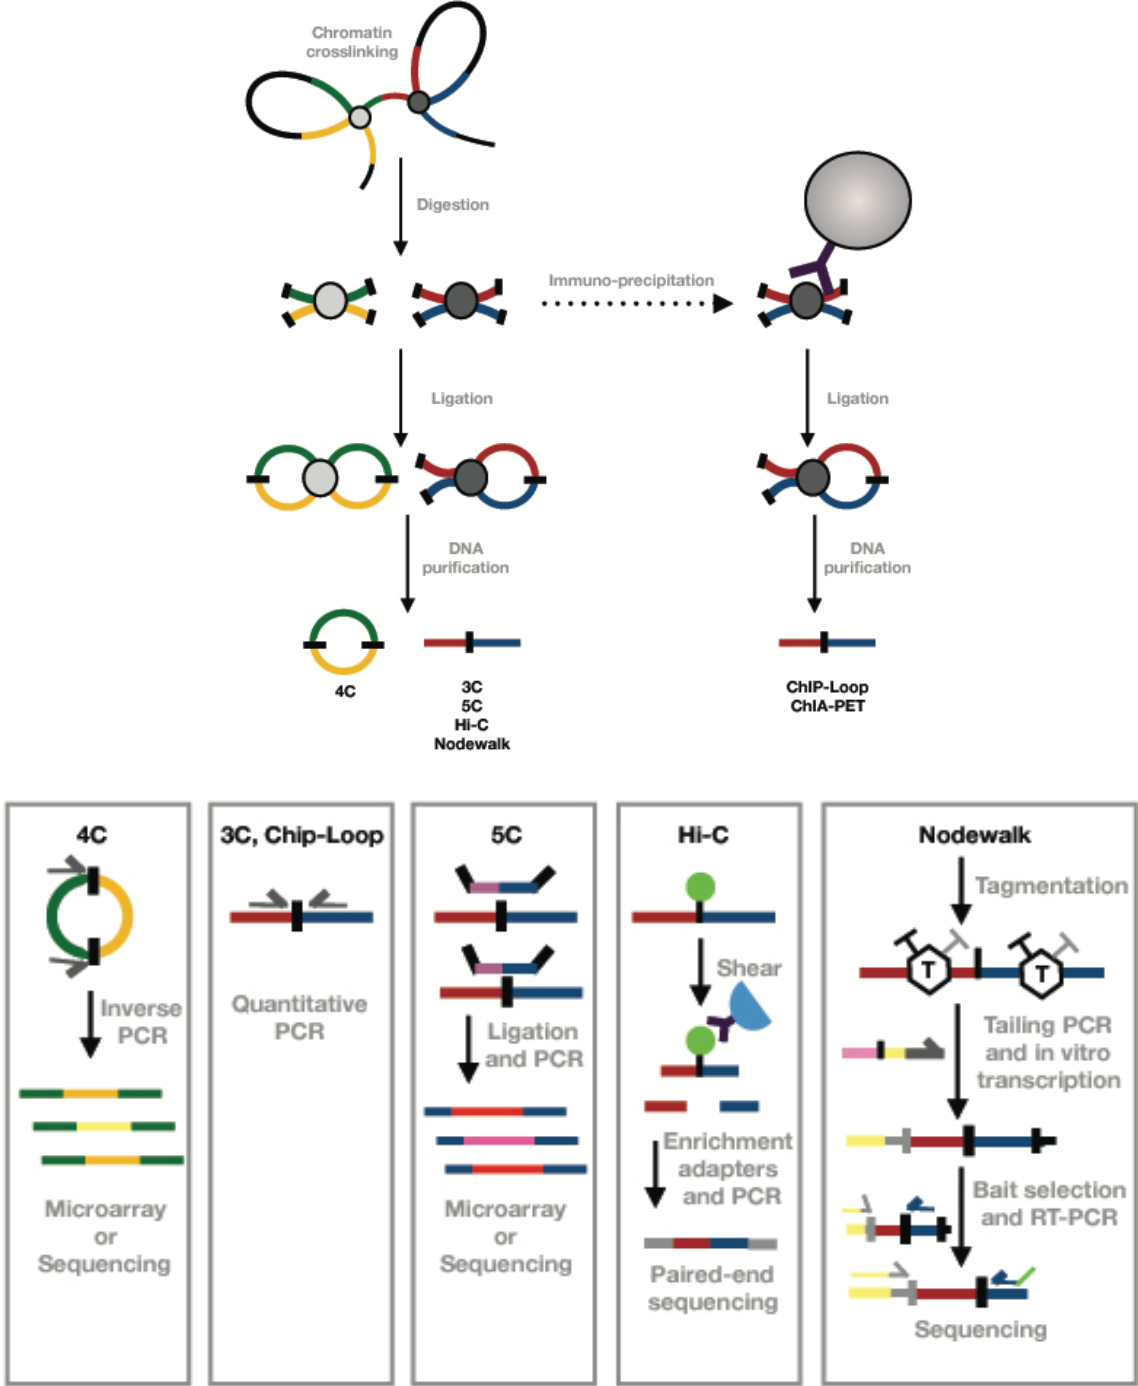 Chromatin
crosslinking
Digestion
Immuno-precipitation
Ligation
Ligation
DNA
purification
DNA
purification
4C
3C
5C
Hi-C
Nodewalk
ChIP-Loop
ChIA-PET
4C
Inverse
PCR
Microarray
or
Sequencing
3C, Chip-Loop
Quantitative
PCR
5C
Ligation
and PCR
Microarray
or
Sequencing
Hi-C
Shear
Enrichment
adapters
and PCR
Paired-end
sequencing
Nodewalk
Tagmentation
T
T
Tailing PCR
and in vitro
transcription
Bait selection
and RT-PCR
Sequencing